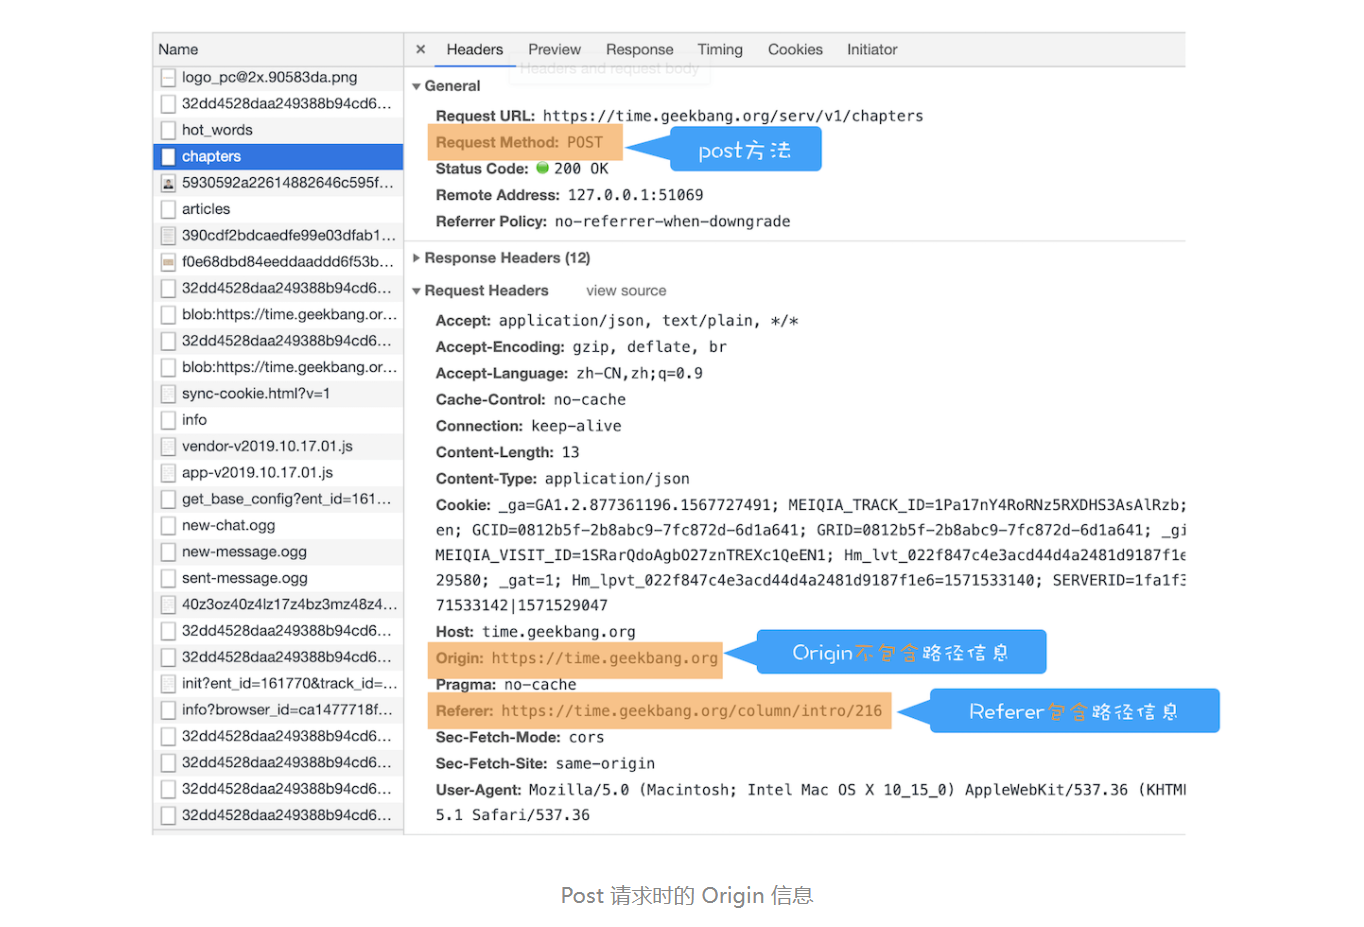 Name
logo_pc@2x.90583da.png
32dd4528daa249388b94cd6...
hot_words
chapters
5930592a22614882646c595f...
articles
390cdf2bdcaedfe99e03dfab1...
f0e68dbd84eeddaaddd6f53b...
32dd4528daa249388b94cd6...
blob:https://time.geekbang.or...
32dd4528daa249388b94cd6...
blob:https://time.geekbang.or...
sync-cookie.html?v=1
info
vendor-v2019.10.17.01.js
app-v2019.10.17.01.js
get_base_config?ent_id=161...
new-chat.ogg
new-message.ogg
sent-message.ogg
40z3oz40z4lz17z4bz3mz48z4...
32dd4528daa249388b94cd6...
32dd4528daa249388b94cd6...
init?ent_id=161770&track_id=...
info?browser_id=ca1477718f...
32dd4528daa249388b94cd6...
32dd4528daa249388b94cd6...
32dd4528daa249388b94cd6...
32dd4528daa249388b94cd6...
× Headers Preview Response Timing Cookies Initiator
Headers and request body
General
Request URL: https://time.geekbang.org/serv/v1/chapters
Request Method: POST
post方法
Status Code: 200 OK
Remote Address: 127.0.0.1:51069
Referrer Policy: no-referrer-when-downgrade
Response Headers (12)
Request Headers view source
Accept: application/json, text/plain, */*
Accept-Encoding: gzip, deflate, br
Accept-Language: zh-CN,zh;q=0.9
Cache-Control: no-cache
Connection: keep-alive
Content-Length: 13
Content-Type: application/json
Cookie: _ga=GA1.2.877361196.1567727491; MEIQIA_TRACK_ID=1Pa17nY4RoRNz5RXDHS3AsAlRzb;
en; GCID=0812b5f-2b8abc9-7fc872d-6d1a641; GRID=0812b5f-2b8abc9-7fc872d-6d1a641; _gi
MEIQIA_VISIT_ID=1SRarQdoAgbO27znTREXc1QeEN1; Hm_lvt_022f847c4e3acd44d4a2481d9187f1e
29580; _gat=1; Hm_lpvt_022f847c4e3acd44d4a2481d9187f1e6=1571533140; SERVERID=1fa1f3
71533142|1571529047
Host: time.geekbang.org
Origin: https://time.geekbang.org
Origin不包含路径信息
Pragma: no-cache
Referer: https://time.geekbang.org/column/intro/216
Referer包含路径信息
Sec-Fetch-Mode: cors
Sec-Fetch-Site: same-origin
User-Agent: Mozilla/5.0 (Macintosh; Intel Mac OS X 10_15_0) AppleWebKit/537.36 (KHTM
5.1 Safari/537.36
Post 请求时的 Origin 信息